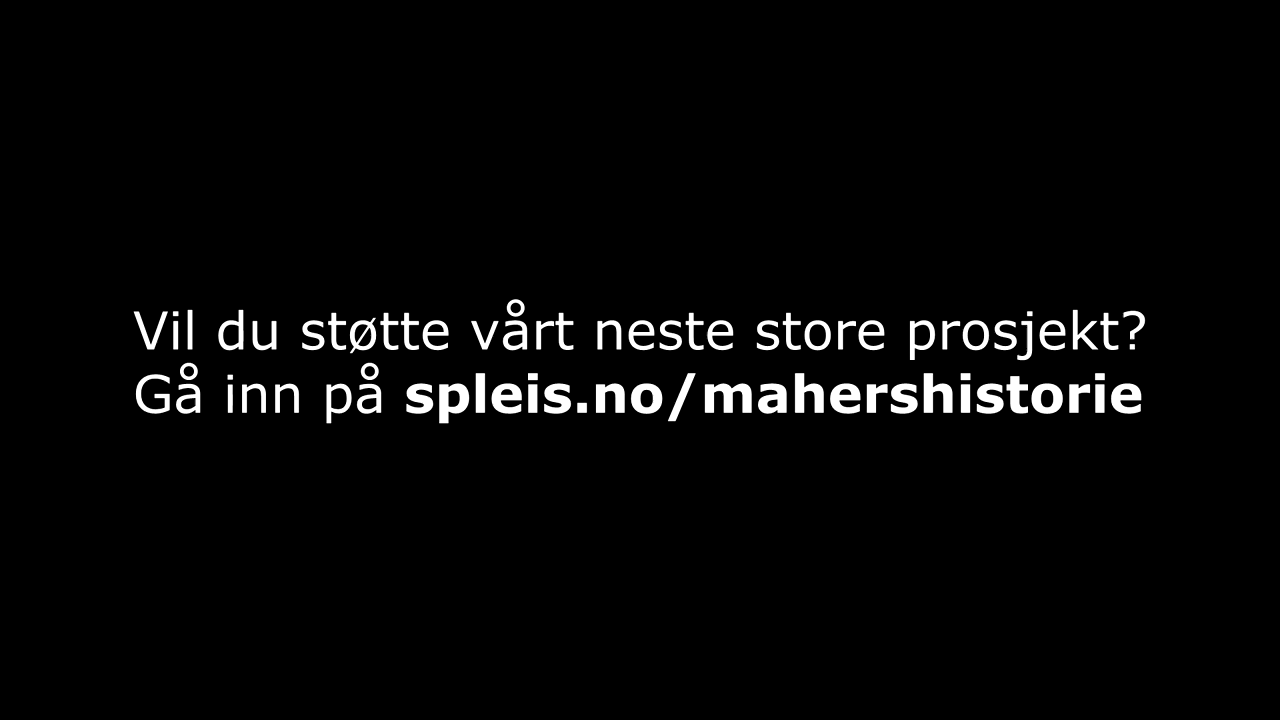 Vil du støtte vårt neste store prosjekt?
Gå inn på spleis.no/mahershistorie